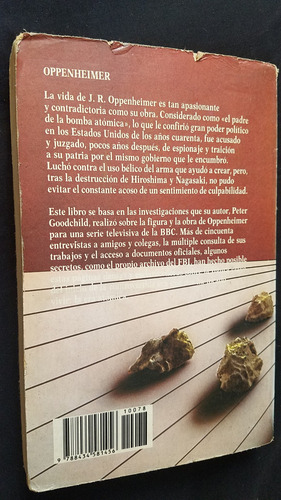 OPPENHEIMER
La vida de J. R. Oppenheimer es tan apasionante
y contradictoria como su obra. Considerado como «el padre
de la bomba atómica», lo que le confirió gran poder político
en los Estados Unidos de los años cuarenta, fue acusado
y juzgado, pocos años después, de espionaje y traición
a su patria por el mismo gobierno que le encumbró.
Luchó contra el uso bélico del arma que ayudó a crear, pero,
tras la destrucción de Hiroshima y Nagasaki, no pudo
evitar el constante acoso de un sentimiento de culpabilidad.
Este libro se basa en las investigaciones que su autor, Peter
Goodchild, realizó sobre la figura y la obra de Oppenheimer
para una serie televisiva de la BBC. Más de cincuenta
entrevistas a amigos y colegas, la múltiple consulta de sus
trabajos y el acceso a documentos oficiales, algunos
secretos, como el propio archivo del FBI, han hecho posible
10078
9 788434 581456